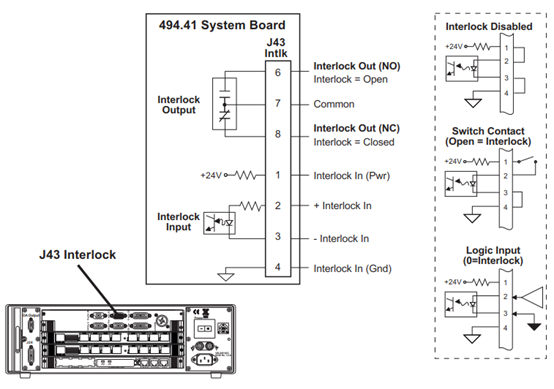 494.41 System Board
J43
Intlk
Interlock Output
6 Interlock Out (NO)
Interlock = Open
7 Common
8 Interlock Out (NC)
Interlock = Closed
+24V 1 Interlock In (Pwr)
Interlock Input
2 + Interlock In
3 - Interlock In
4 Interlock In (Gnd)
J43 Interlock
Interlock Disabled
+24V 1
2
3
4
Switch Contact
(Open = Interlock)
+24V 1
2
3
4
Logic Input
(0=Interlock)
+24V 1
2
3
4